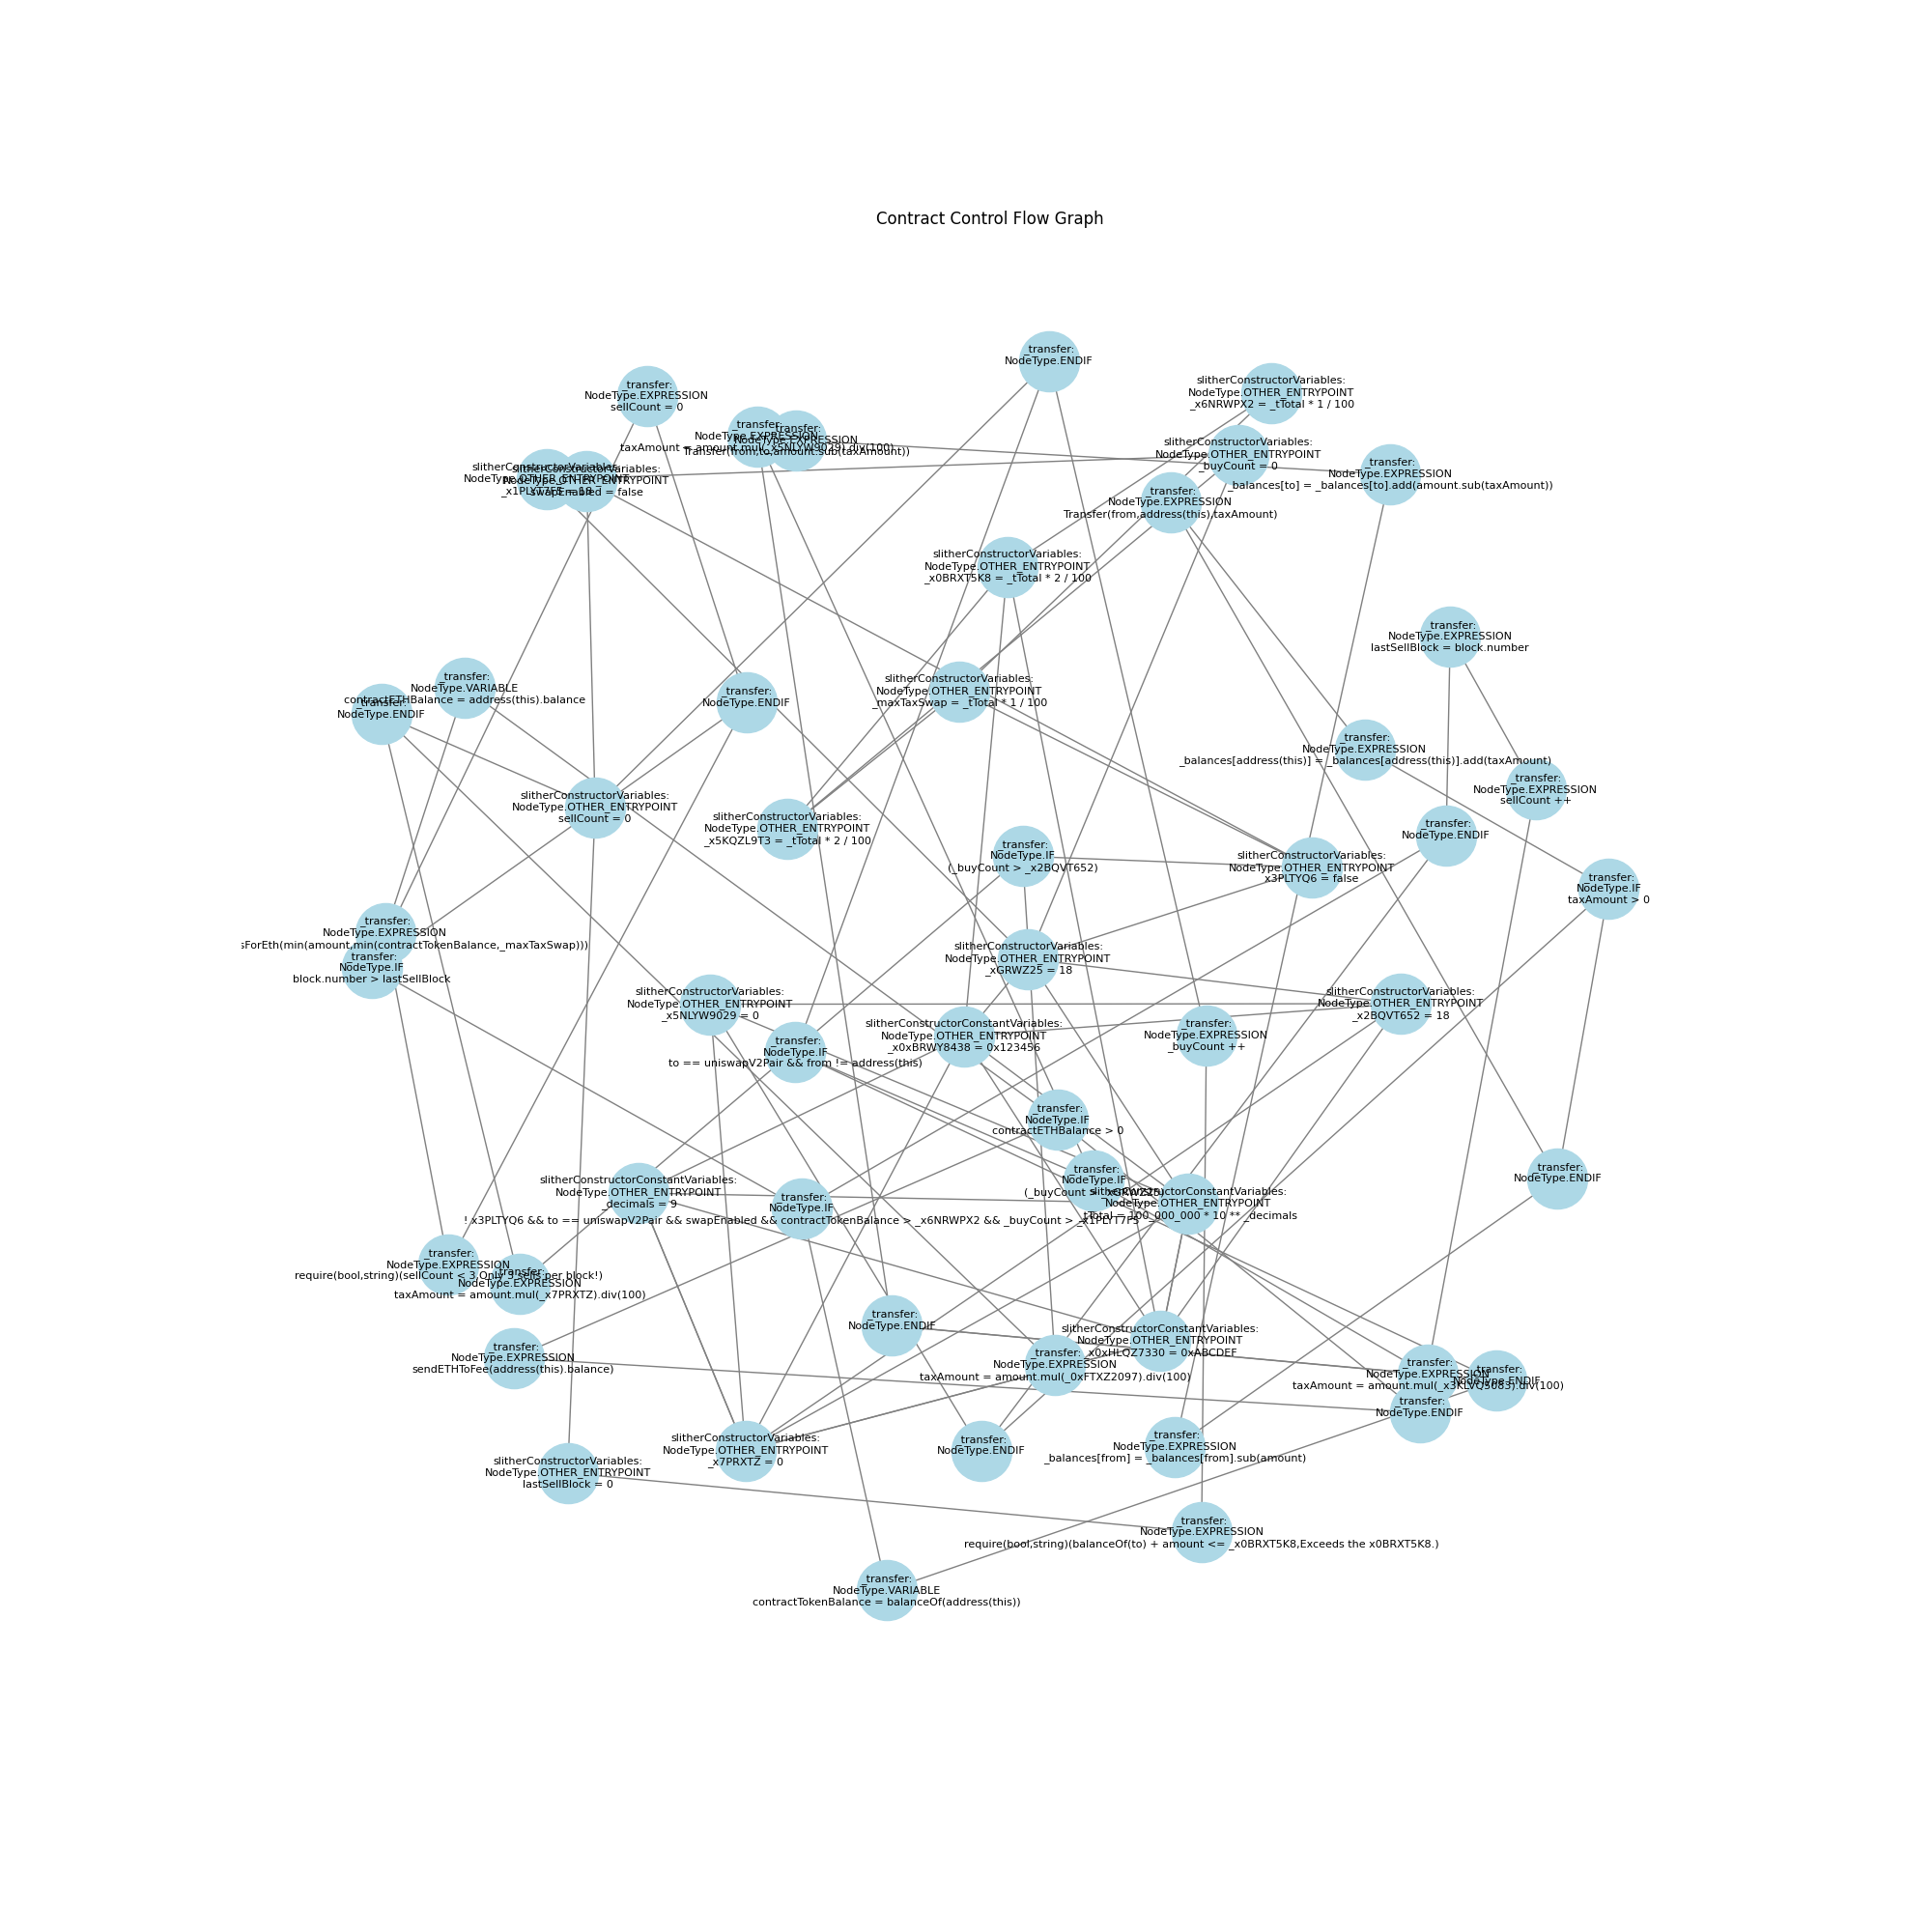 Contract Control Flow Graph
_transfer:
NodeType.ENDIF
_transfer:
NodeType.EXPRESSION
sellCount = 0
slitherConstructorVariables:
NodeType.OTHER_ENTRYPOINT
_x6NRWPX2 = _tTotal * 1 / 100
_transfer:
NodeType.EXPRESSION
taxAmount = amount.mul(_x5NLYW9029).div(100)
_transfer:
NodeType.EXPRESSION
Transfer(from,to,amount.sub(taxAmount))
slitherConstructorVariables:
NodeType.OTHER_ENTRYPOINT
_buyCount = 0
slitherConstructorVariables:
NodeType.OTHER_ENTRYPOINT
slitherConstructorVariables:
NodeType.OTHER_ENTRYPOINT
swapEnabled = false
_transfer:
NodeType.EXPRESSION
_balances[to] = _balances[to].add(amount.sub(taxAmount))
_transfer:
NodeType.EXPRESSION
Transfer(from,address(this),taxAmount)
slitherConstructorVariables:
NodeType.OTHER_ENTRYPOINT
_x0BRXT5K8 = _tTotal * 2 / 100
_transfer:
NodeType.EXPRESSION
lastSellBlock = block.number
_transfer:
NodeType.VARIABLE
contractETHBalance = address(this).balance
_transfer:
NodeType.ENDIF
_transfer:
NodeType.ENDIF
slitherConstructorVariables:
NodeType.OTHER_ENTRYPOINT
_maxTaxSwap = _tTotal * 1 / 100
_transfer:
NodeType.EXPRESSION
_balances[address(this)] = _balances[address(this)].add(taxAmount)
_transfer:
NodeType.EXPRESSION
sellCount ++
slitherConstructorVariables:
NodeType.OTHER_ENTRYPOINT
sellCount = 0
slitherConstructorVariables:
NodeType.OTHER_ENTRYPOINT
_x5KQZL9T3 = _tTotal * 2 / 100
_transfer:
NodeType.ENDIF
_transfer:
NodeType.IF
(_buyCount > _x2BQVT652)
slitherConstructorVariables:
NodeType.OTHER_ENTRYPOINT
x3PLTYQ6 = false
_transfer:
NodeType.IF
taxAmount > 0
_transfer:
NodeType.EXPRESSION
sForEth(min(amount,min(contractTokenBalance,_maxTaxSwap)))
_transfer:
NodeType.IF
block.number > lastSellBlock
slitherConstructorVariables:
NodeType.OTHER_ENTRYPOINT
_xGRWZ25 = 18
slitherConstructorVariables:
NodeType.OTHER_ENTRYPOINT
_x5NLYW9029 = 0
slitherConstructorVariables:
NodeType.OTHER_ENTRYPOINT
_x2BQVT652 = 18
slitherConstructorConstantVariables:
NodeType.OTHER_ENTRYPOINT
_x0xBRWY8438 = 0x123456
_transfer:
NodeType.EXPRESSION
_buyCount ++
_transfer:
NodeType.IF
to == uniswapV2Pair && from != address(this)
_transfer:
NodeType.IF
contractETHBalance > 0
_transfer:
NodeType.IF
(_buyCount > _xGRWZ25)
slitherConstructorConstantVariables:
NodeType.OTHER_ENTRYPOINT
_tTotal = 100_000_000 * 10 ** _decimals
_transfer:
NodeType.ENDIF
slitherConstructorConstantVariables:
NodeType.OTHER_ENTRYPOINT
_decimals = 9
_transfer:
NodeType.IF
! x3PLTYQ6 && to == uniswapV2Pair && swapEnabled && contractTokenBalance > _x6NRWPX2 && _buyCount > _x1PLYT7F5
_transfer:
NodeType.EXPRESSION
require(bool,string)(sellCount < 3,Only 3 sells per block!)
_transfer:
NodeType.EXPRESSION
taxAmount = amount.mul(_x7PRXTZ).div(100)
_transfer:
NodeType.ENDIF
slitherConstructorConstantVariables:
NodeType.OTHER_ENTRYPOINT
_x0xHLQZ7330 = 0xABCDEF
_transfer:
NodeType.EXPRESSION
sendETHToFee(address(this).balance)
_transfer:
NodeType.EXPRESSION
taxAmount = amount.mul(_0xFTXZ2097).div(100)
_transfer:
NodeType.EXPRESSION
taxAmount = amount.mul(_x3KLVQ5083).div(100)
_transfer:
NodeType.ENDIF
_transfer:
NodeType.ENDIF
slitherConstructorVariables:
NodeType.OTHER_ENTRYPOINT
_x7PRXTZ = 0
_transfer:
NodeType.ENDIF
_transfer:
NodeType.EXPRESSION
_balances[from] = _balances[from].sub(amount)
slitherConstructorVariables:
NodeType.OTHER_ENTRYPOINT
lastSellBlock = 0
_transfer:
NodeType.EXPRESSION
require(bool,string)(balanceOf(to) + amount <= _x0BRXT5K8,Exceeds the x0BRXT5K8.)
_transfer:
NodeType.VARIABLE
contractTokenBalance = balanceOf(address(this))